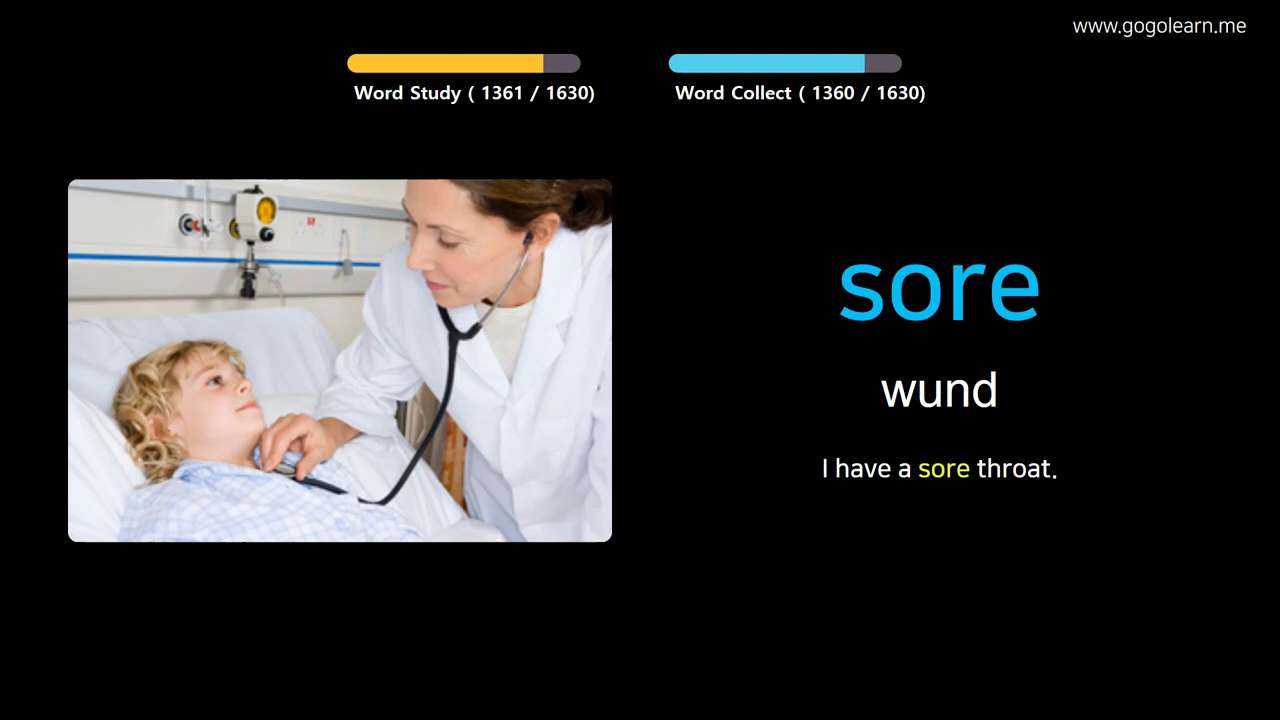 www.gogolearn.me
Word Study ( 1361 / 1630)
Word Collect ( 1360 / 1630)
sore
wund
I have a sore throat.